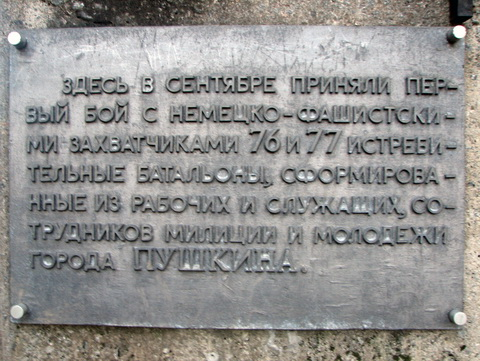 ЗДЕСЬ В СЕНТЯБРЕ ПРИНЯЛИ ПЕР-
ВЫЙ БОЙ С НЕМЕЦКО-ФАШИСТСКИ-
МИ ЗАХВАТЧИКАМИ 76 И 77 ИСТРЕБИ-
ТЕЛЬНЫЕ БАТАЛЬОНЫ, СФОРМИРОВА-
ННЫЕ ИЗ РАБОЧИХ И СЛУЖАЩИХ, СО-
ТРУДНИКОВ МИЛИЦИИ И МОЛОДЕЖИ
ГОРОДА ПУШКИНА.